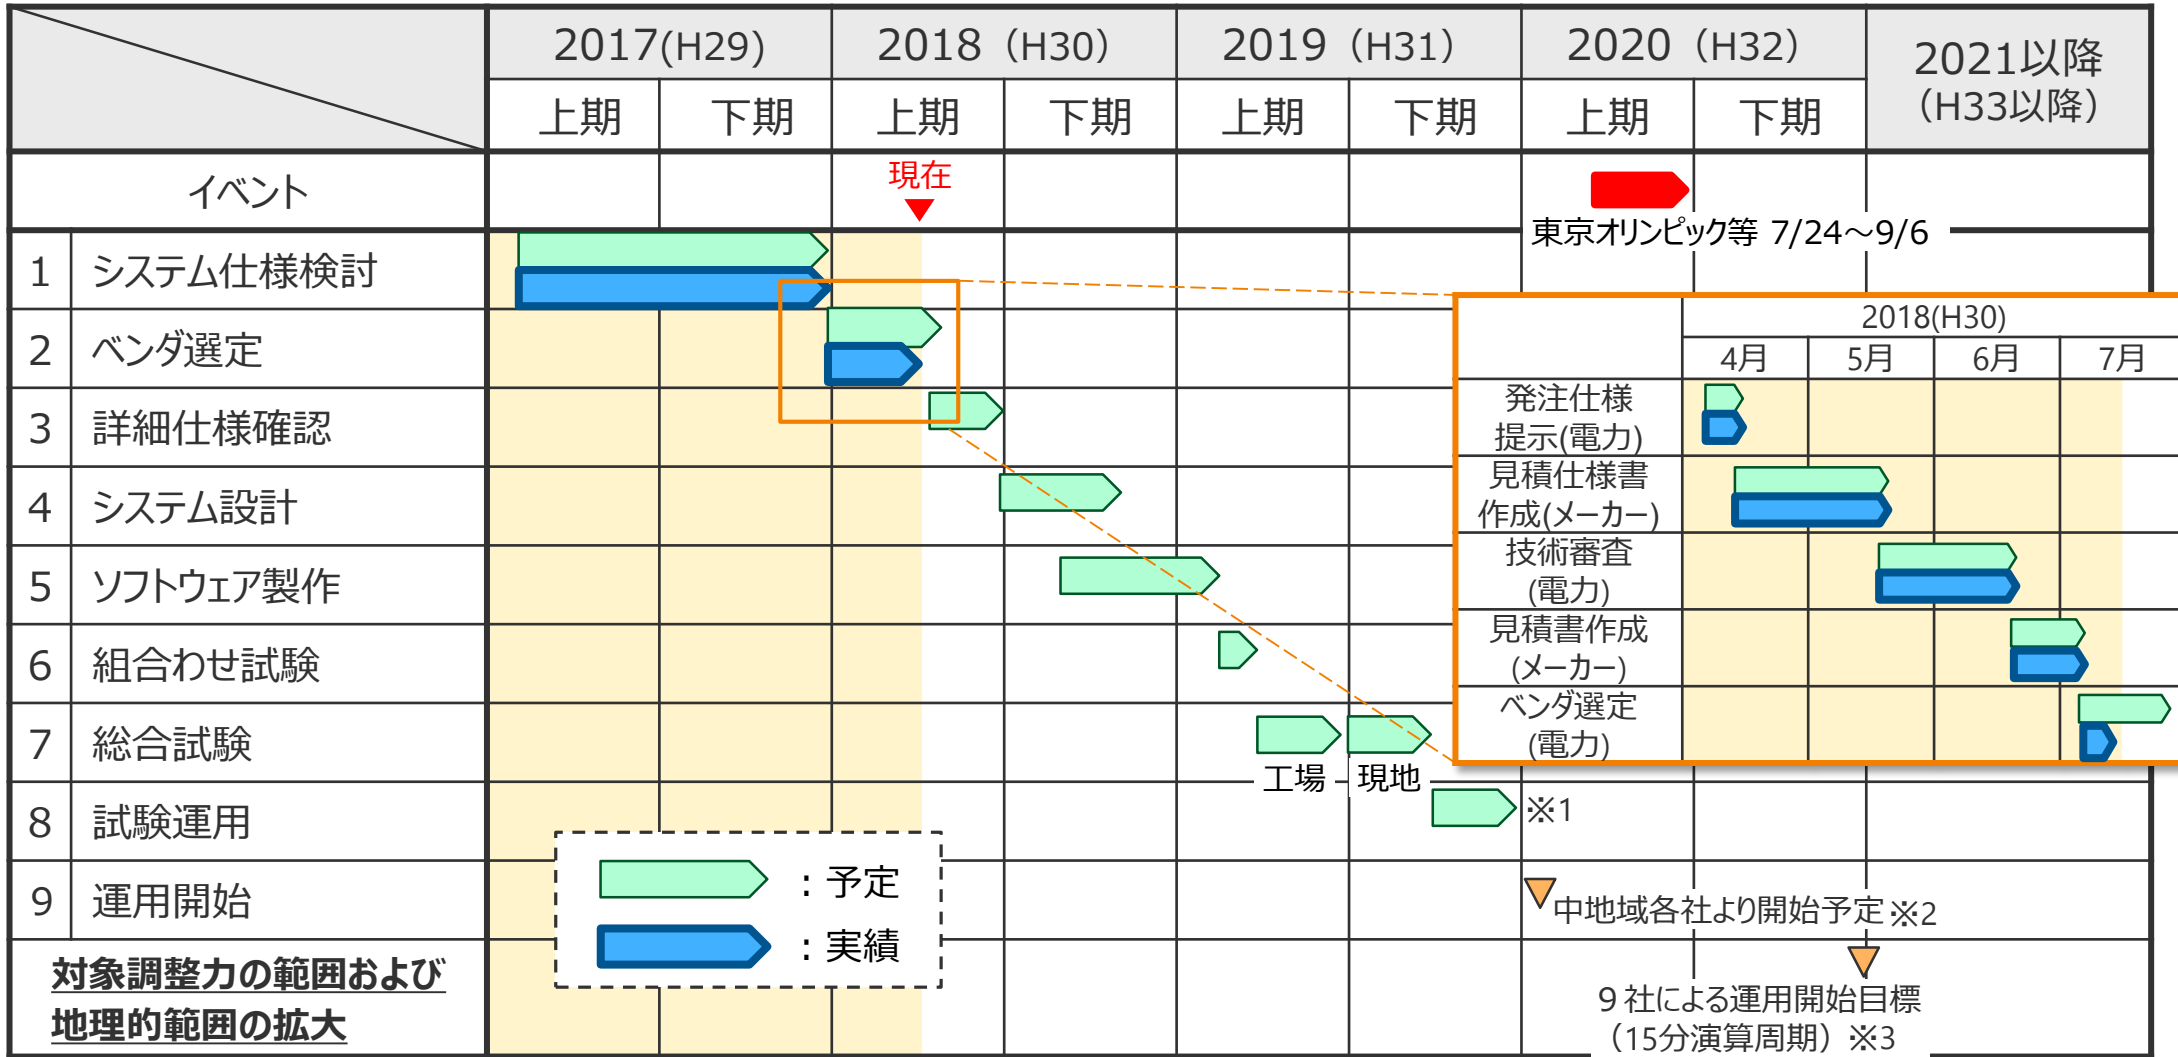 2017(H29)
2018（H30）
2019（H31）
2020（H32）
2021以降
（H33以降）
上期
下期
上期
下期
上期
下期
上期
下期
イベント
現在
東京オリンピック等 7/24～9/6
1
システム仕様検討
2
ベンダ選定
3
詳細仕様確認
4
システム設計
5
ソフトウェア製作
6
組合わせ試験
7
総合試験
工場
現地
8
試験運用
※1
9
運用開始
中地域各社より開始予定※2
対象調整力の範囲および
地理的範囲の拡大
９社による運用開始目標
（15分演算周期）※3
：予定
：実績
2018(H30)
4月
5月
6月
7月
発注仕様
提示(電力)
見積仕様書
作成(メーカー)
技術審査
(電力)
見積書作成
(メーカー)
ベンダ選定
(電力)